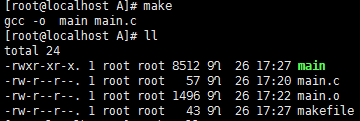 [root@localhost A]# make
gcc -o  main main.c
[root@localhost A]# ll
total 24
-rwxr-xr-x. 1 root root 8512 9月  26 17:27 main
-rw-r--r--. 1 root root   57 9月  26 17:20 main.c
-rw-r--r--. 1 root root 1496 9月  26 17:22 main.o
-rw-r--r--. 1 root root   43 9月  26 17:27 makefile